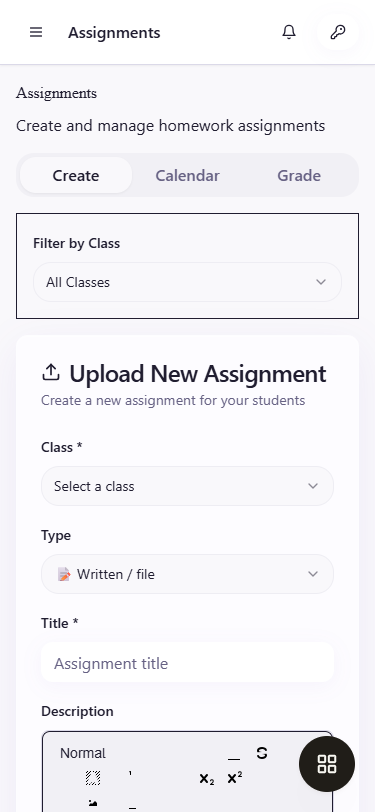 Assignments
Assignments
Create and manage homework assignments
Create Calendar Grade
Filter by Class
All Classes
Upload New Assignment
Create a new assignment for your students
Class *
Select a class
Type
Written / file
Title *
Assignment title
Description
Normal
x₂ x²